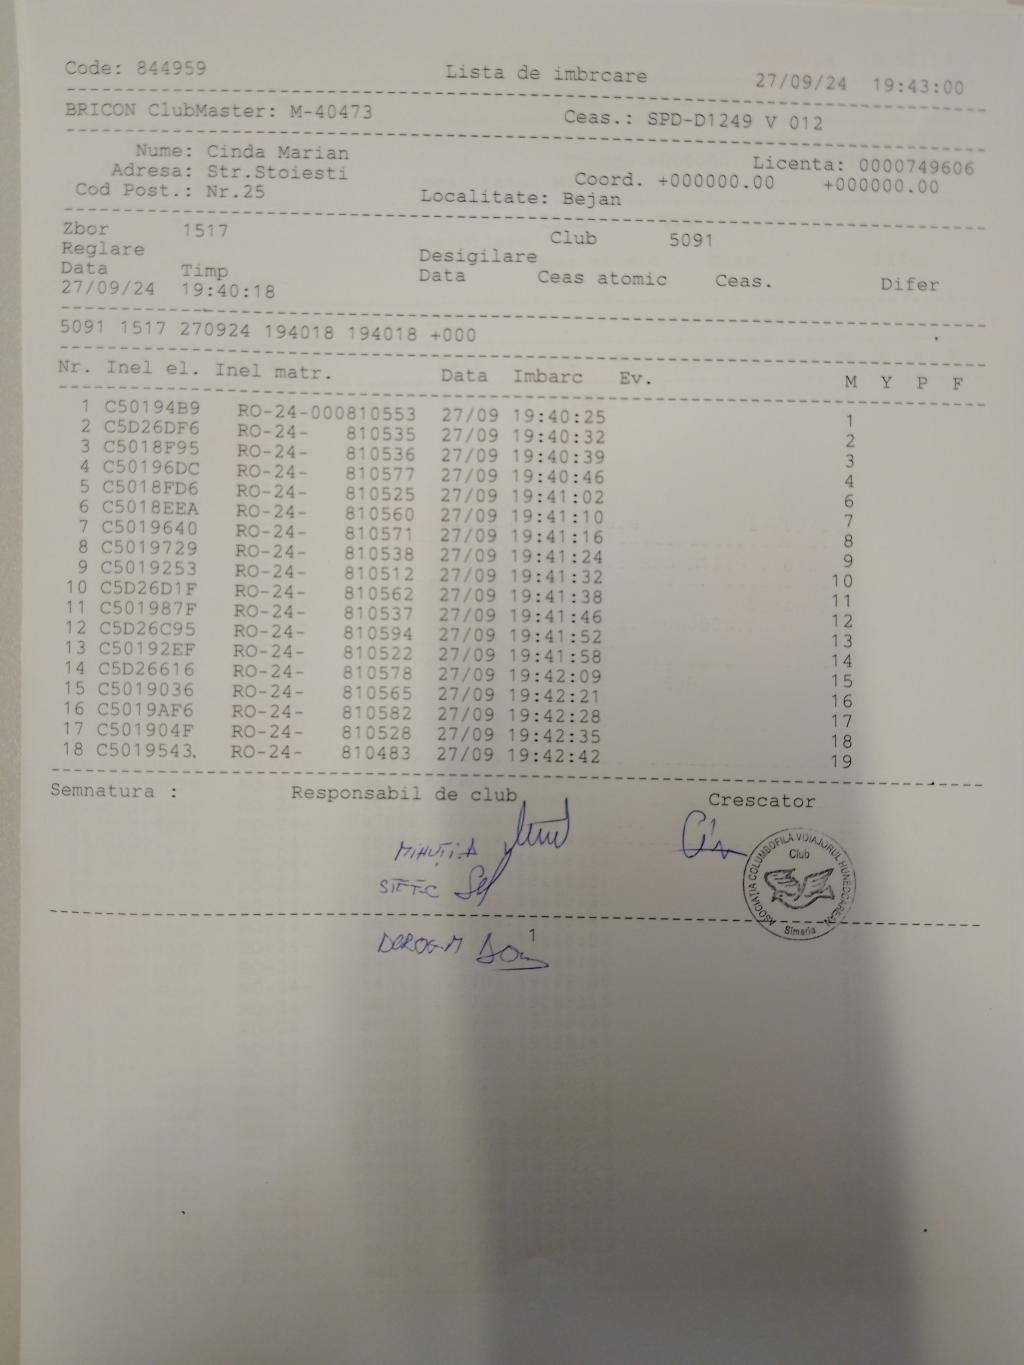 Code: 844959 Lista de imbrcare 27/09/24 19:43:00
BRICON ClubMaster: M-40473 Ceas.: SPD-D1249 V 012
Nume: Cinda Marian Licenta: 0000749606
Adresa: Str.Stoiesti Coord. +000000.00 +000000.00
Cod Post.: Nr.25 Localitate: Bejan
Zbor 1517 Club 5091
Reglare Desigilare
Data Timp Data Ceas atomic Ceas. Difer
27/09/24 19:40:18
5091 1517 270924 194018 194018 +000
Nr. Inel el. Inel matr. Data Imbarc Ev. M Y P F
1 C50194B9 RO-24-000810553 27/09 19:40:25 1
2 C5D26DF6 RO-24- 810535 27/09 19:40:32 2
3 C5018F95 RO-24- 810536 27/09 19:40:39 3
4 C50196DC RO-24- 810577 27/09 19:40:46 4
5 C5018FD6 RO-24- 810525 27/09 19:41:02 6
6 C5018EEA RO-24- 810560 27/09 19:41:10 7
7 C5019640 RO-24- 810571 27/09 19:41:16 8
8 C5019729 RO-24- 810538 27/09 19:41:24 9
9 C5019253 RO-24- 810512 27/09 19:41:32 10
10 C5D26D1F RO-24- 810562 27/09 19:41:38 11
11 C501987F RO-24- 810537 27/09 19:41:46 12
12 C5D26C95 RO-24- 810594 27/09 19:41:52 13
13 C50192EF RO-24- 810522 27/09 19:41:58 14
14 C5D26616 RO-24- 810578 27/09 19:42:09 15
15 C5019036 RO-24- 810565 27/09 19:42:21 16
16 C5019AF6 RO-24- 810582 27/09 19:42:28 17
17 C501904F RO-24- 810528 27/09 19:42:35 18
18 C5019543 RO-24- 810483 27/09 19:42:42 19
Semnatura : Responsabil de club Crescator
ASOCIAŢIA COLUMBOFILĂ VOIAJORUL HUNEDOREAN
Club
Simeria
1